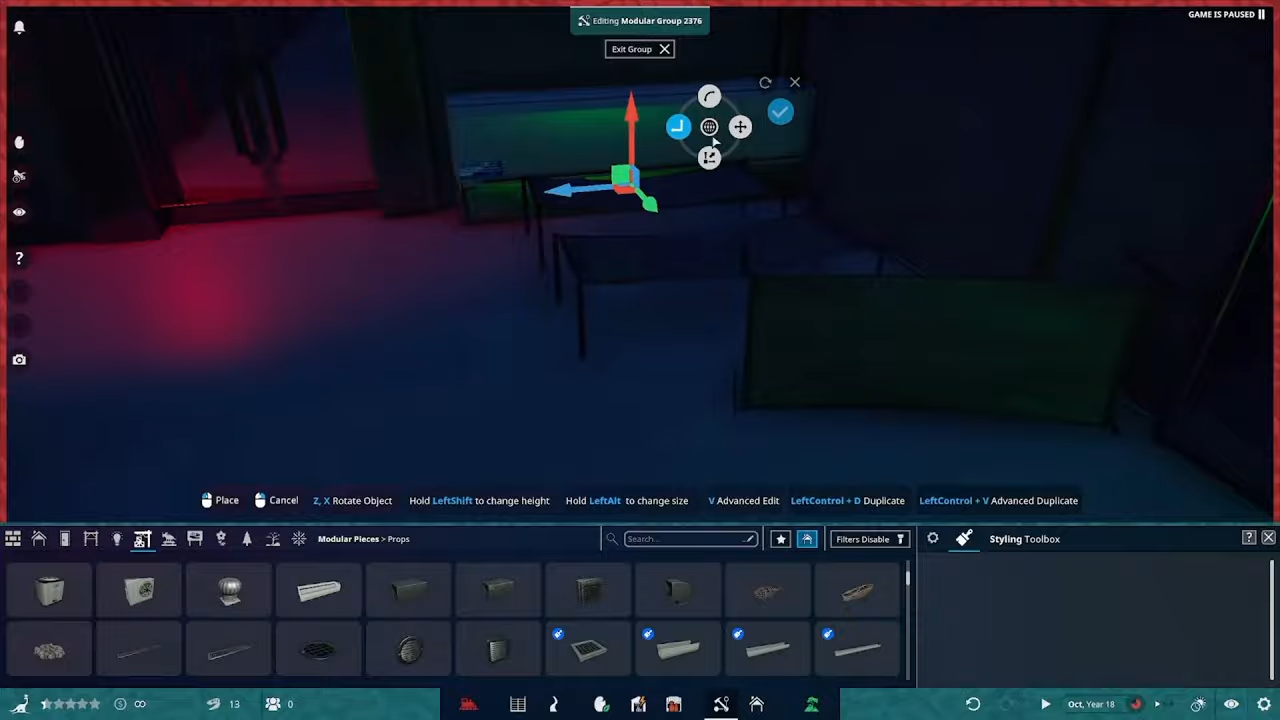 Editing Modular Group 2376
GAME IS PAUSED
Exit Group
?
Place
Cancel
Z, X Rotate Object
Hold LeftShift to change height
Hold LeftAlt to change size
V Advanced Edit
LeftControl + D Duplicate
LeftControl + V Advanced Duplicate
Modular Pieces > Props
Search...
Filters Disable
Styling Toolbox
?
13
0
Oct, Year 18